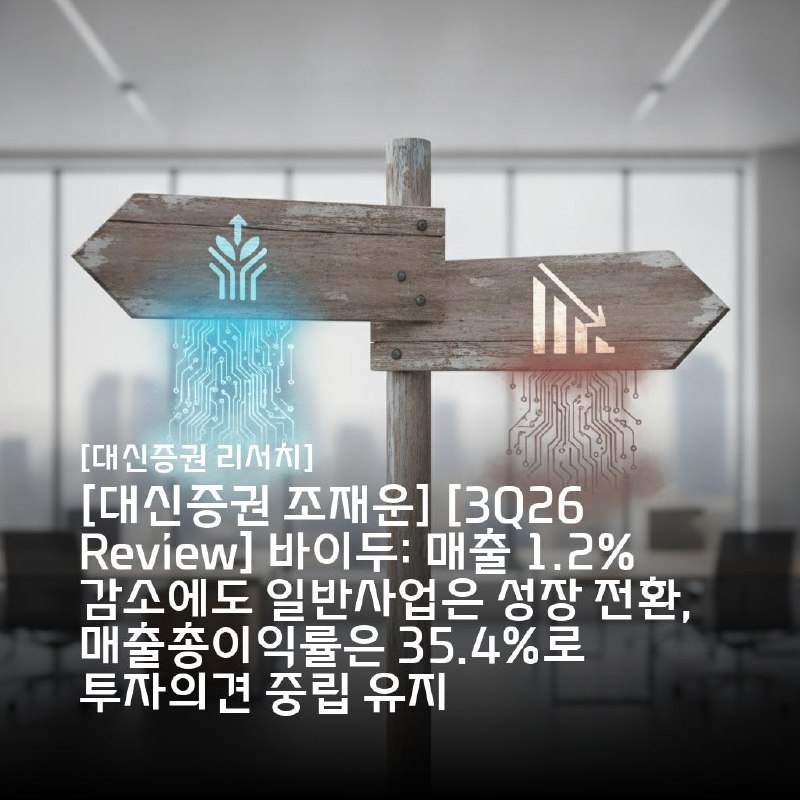 [대신증권 리서치]
[대신증권 조재운] [3Q26
Review] 바이두: 매출 1.2%
감소에도 일반사업은 성장 전환,
매출총이익률은 35.4%로
투자의견 중립 유지